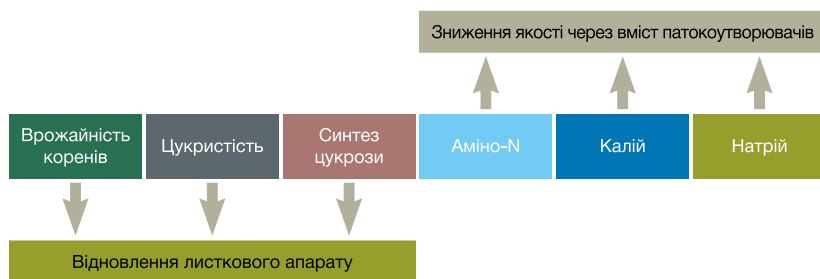 Зниження якості через вміст патокоутворювачів
Врожайність
коренів
Цукристість
Синтез
цукрози
Аміно-N
Калій
Натрій
Відновлення листкового апарату